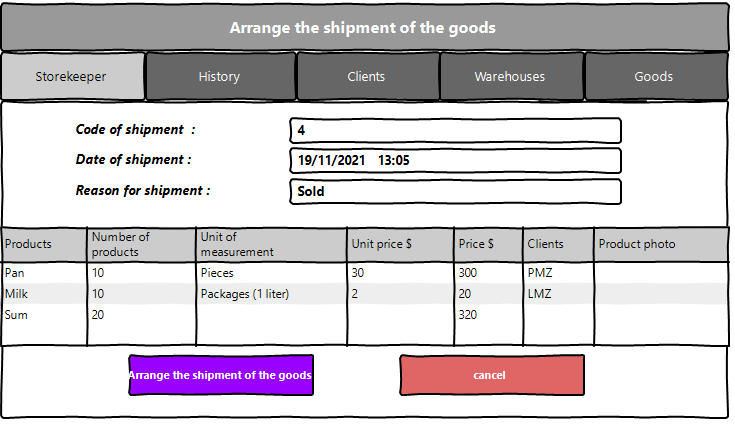 Arrange the shipment of the goods
Storekeeper History Clients Warehouses Goods
Code of shipment : 4
Date of shipment : 19/11/2021 13:05
Reason for shipment : Sold
Products Number of products Unit of measurement Unit price $ Price $ Clients Product photo
Pan 10 Pieces 30 300 PMZ
Milk 10 Packages (1 liter) 2 20 LMZ
Sum 20 320
Arrange the shipment of the goods cancel